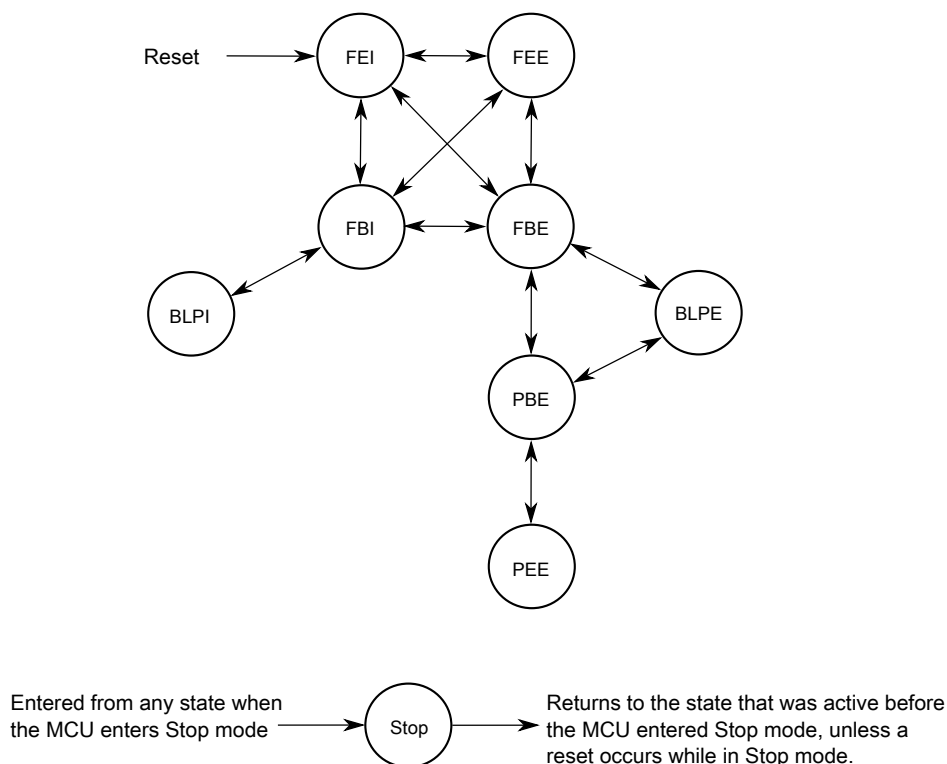 Reset
FEI
FEE
FBI
FBE
BLPI
BLPE
PBE
PEE
Entered from any state when
the MCU enters Stop mode
Stop
Returns to the state that was active before
the MCU entered Stop mode, unless a
reset occurs while in Stop mode.